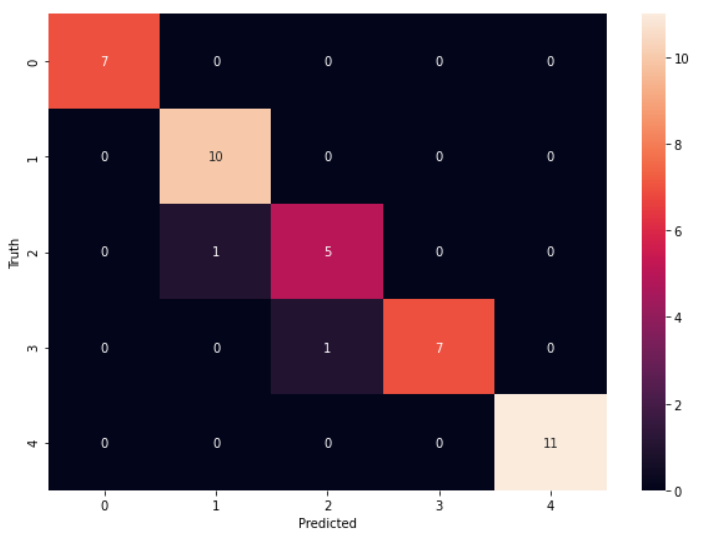 0 7 0 0 0 0
1 0 10 0 0 0
Truth
2 0 1 5 0 0
3 0 0 1 7 0
4 0 0 0 0 11
0 1 2 3 4
Predicted
10
8
6
4
2
0